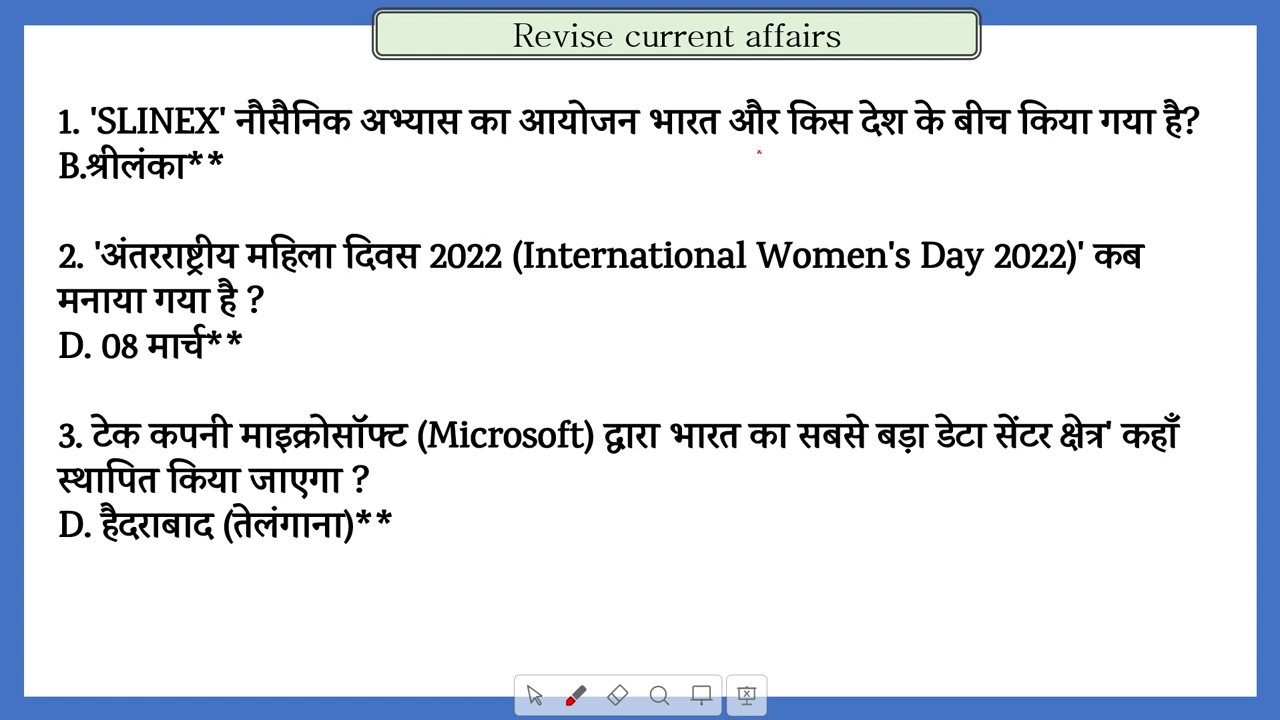 Revise current affairs
1. 'SLINEX' नौसैनिक अभ्यास का आयोजन भारत और किस देश के बीच किया गया है?
B.श्रीलंका**
2. 'अंतरराष्ट्रीय महिला दिवस 2022 (International Women's Day 2022)' कब
मनाया गया है ?
D. 08 मार्च**
3. टेक कपनी माइक्रोसॉफ्ट (Microsoft) द्वारा भारत का सबसे बड़ा डेटा सेंटर क्षेत्र' कहाँ
स्थापित किया जाएगा ?
D. हैदराबाद (तेलंगाना)**